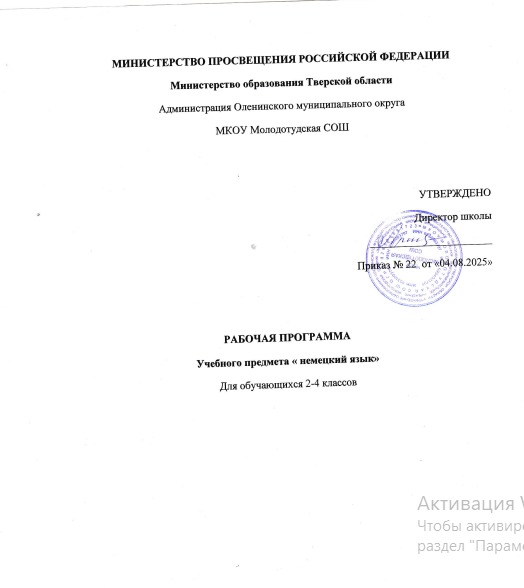 МИНИСТЕРСТВО ПРОСВЕЩЕНИЯ РОССИЙСКОЙ ФЕДЕРАЦИИ
Министерство образования Тверской области
Администрация Оленинского муниципального округа
МКОУ Молодотудская СОШ
УТВЕРЖДЕНО
Директор школы
Приказ № 22 от «04.08.2025»
РАБОЧАЯ ПРОГРАММА
Учебного предмета « немецкий язык»
Для обучающихся 2-4 классов
Активация
Чтобы
раздел